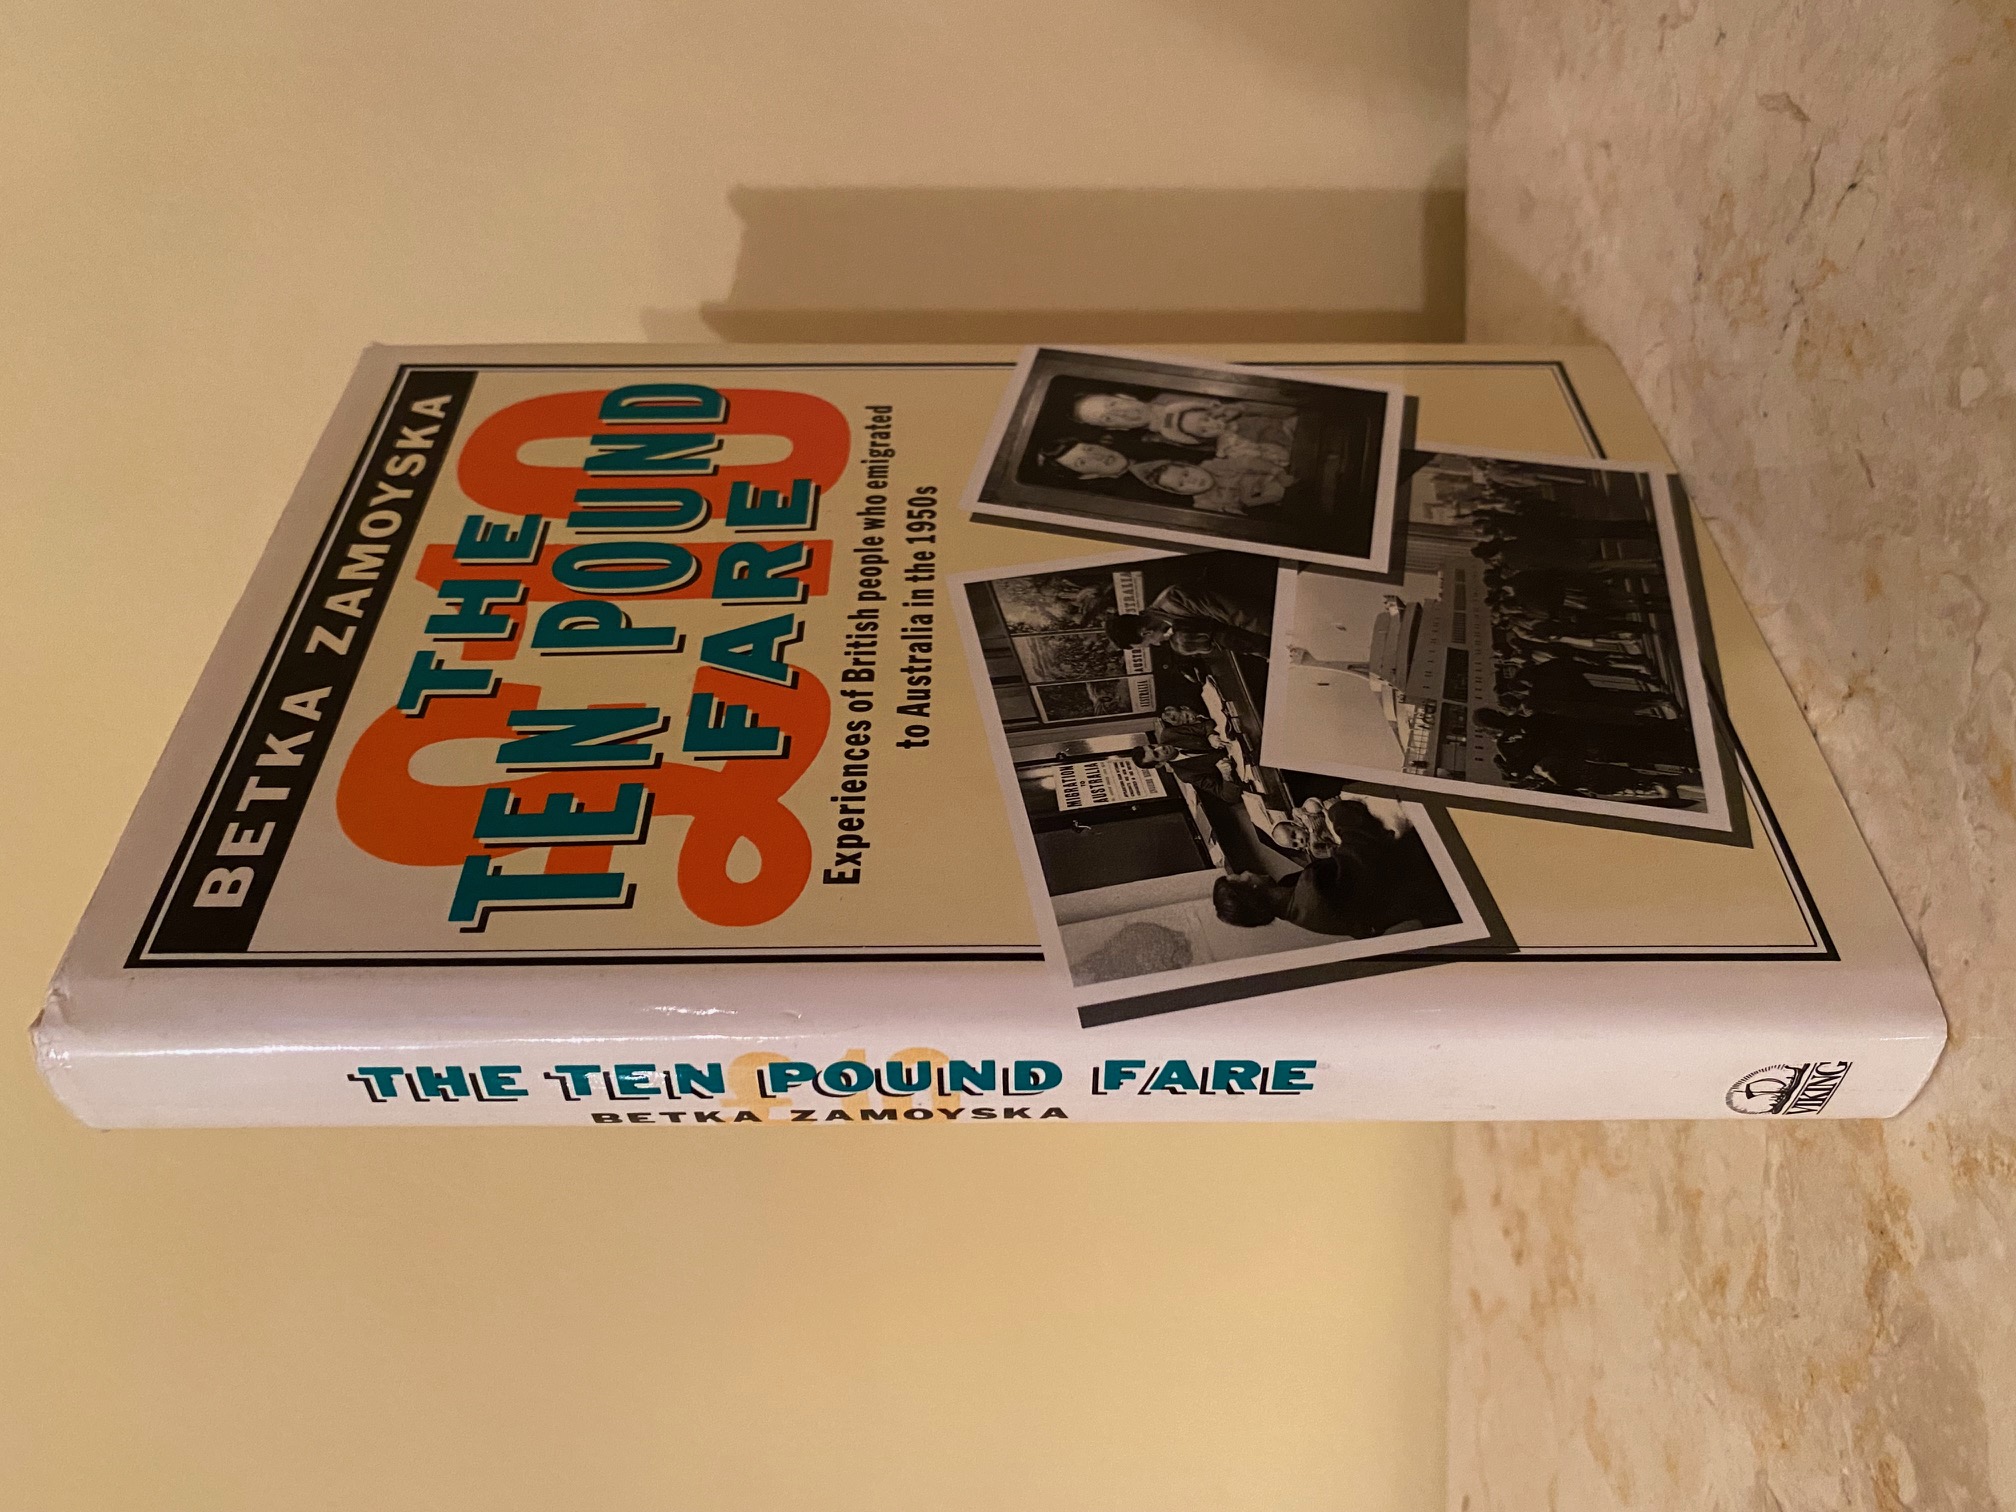 BETKA ZAMOYSKA
£10
THE
TEN POUND
FARE
Experiences of British people who emigrated
to Australia in the 1950s
MIGRATION
TO
AUSTRALIA
AUSTRALIA
THE TEN POUND FARE
£10
BETKA ZAMOYSKA
VIKING